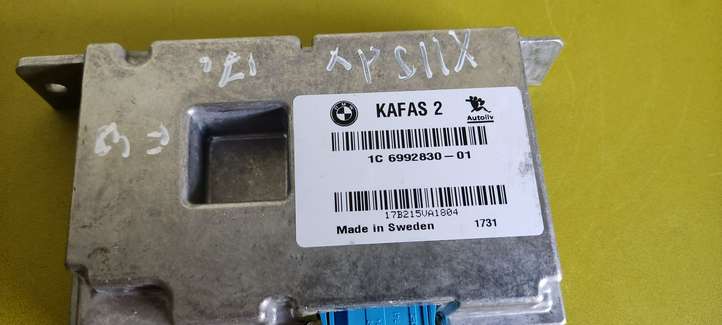 KAFAS 2
Autoliv
1C 6992830-01
17B215VA1804
Made in Sweden 1731